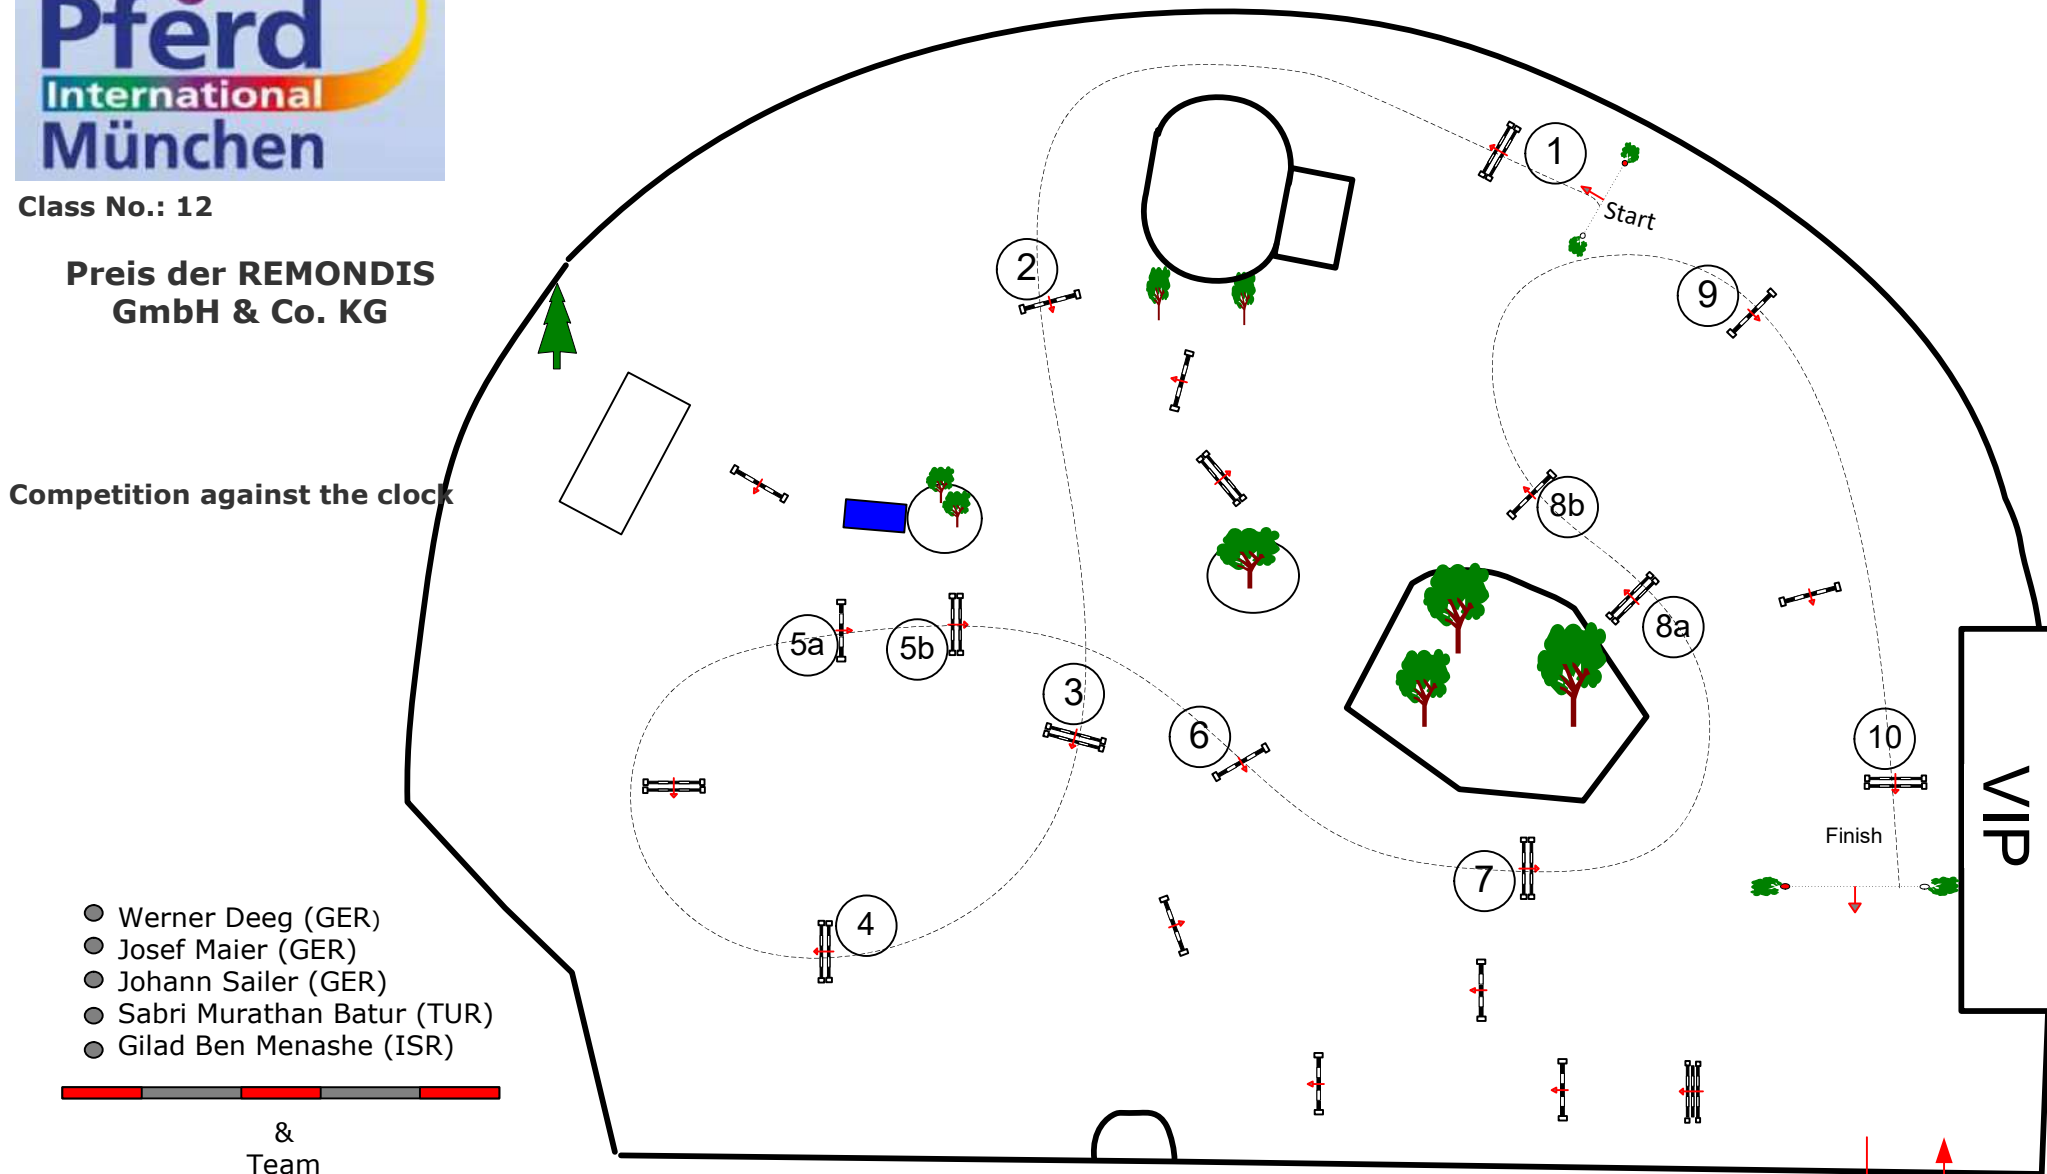 Pferd
International
München
Class No.: 12
Preis der REMONDIS
GmbH & Co. KG
Competition against the clock
1
Start
2
9
8b
8a
5a
5b
3
6
10
7
4
Finish
VIP
Werner Deeg (GER)
Josef Maier (GER)
Johann Sailer (GER)
Sabri Murathan Batur (TUR)
Gilad Ben Menashe (ISR)
&
Team